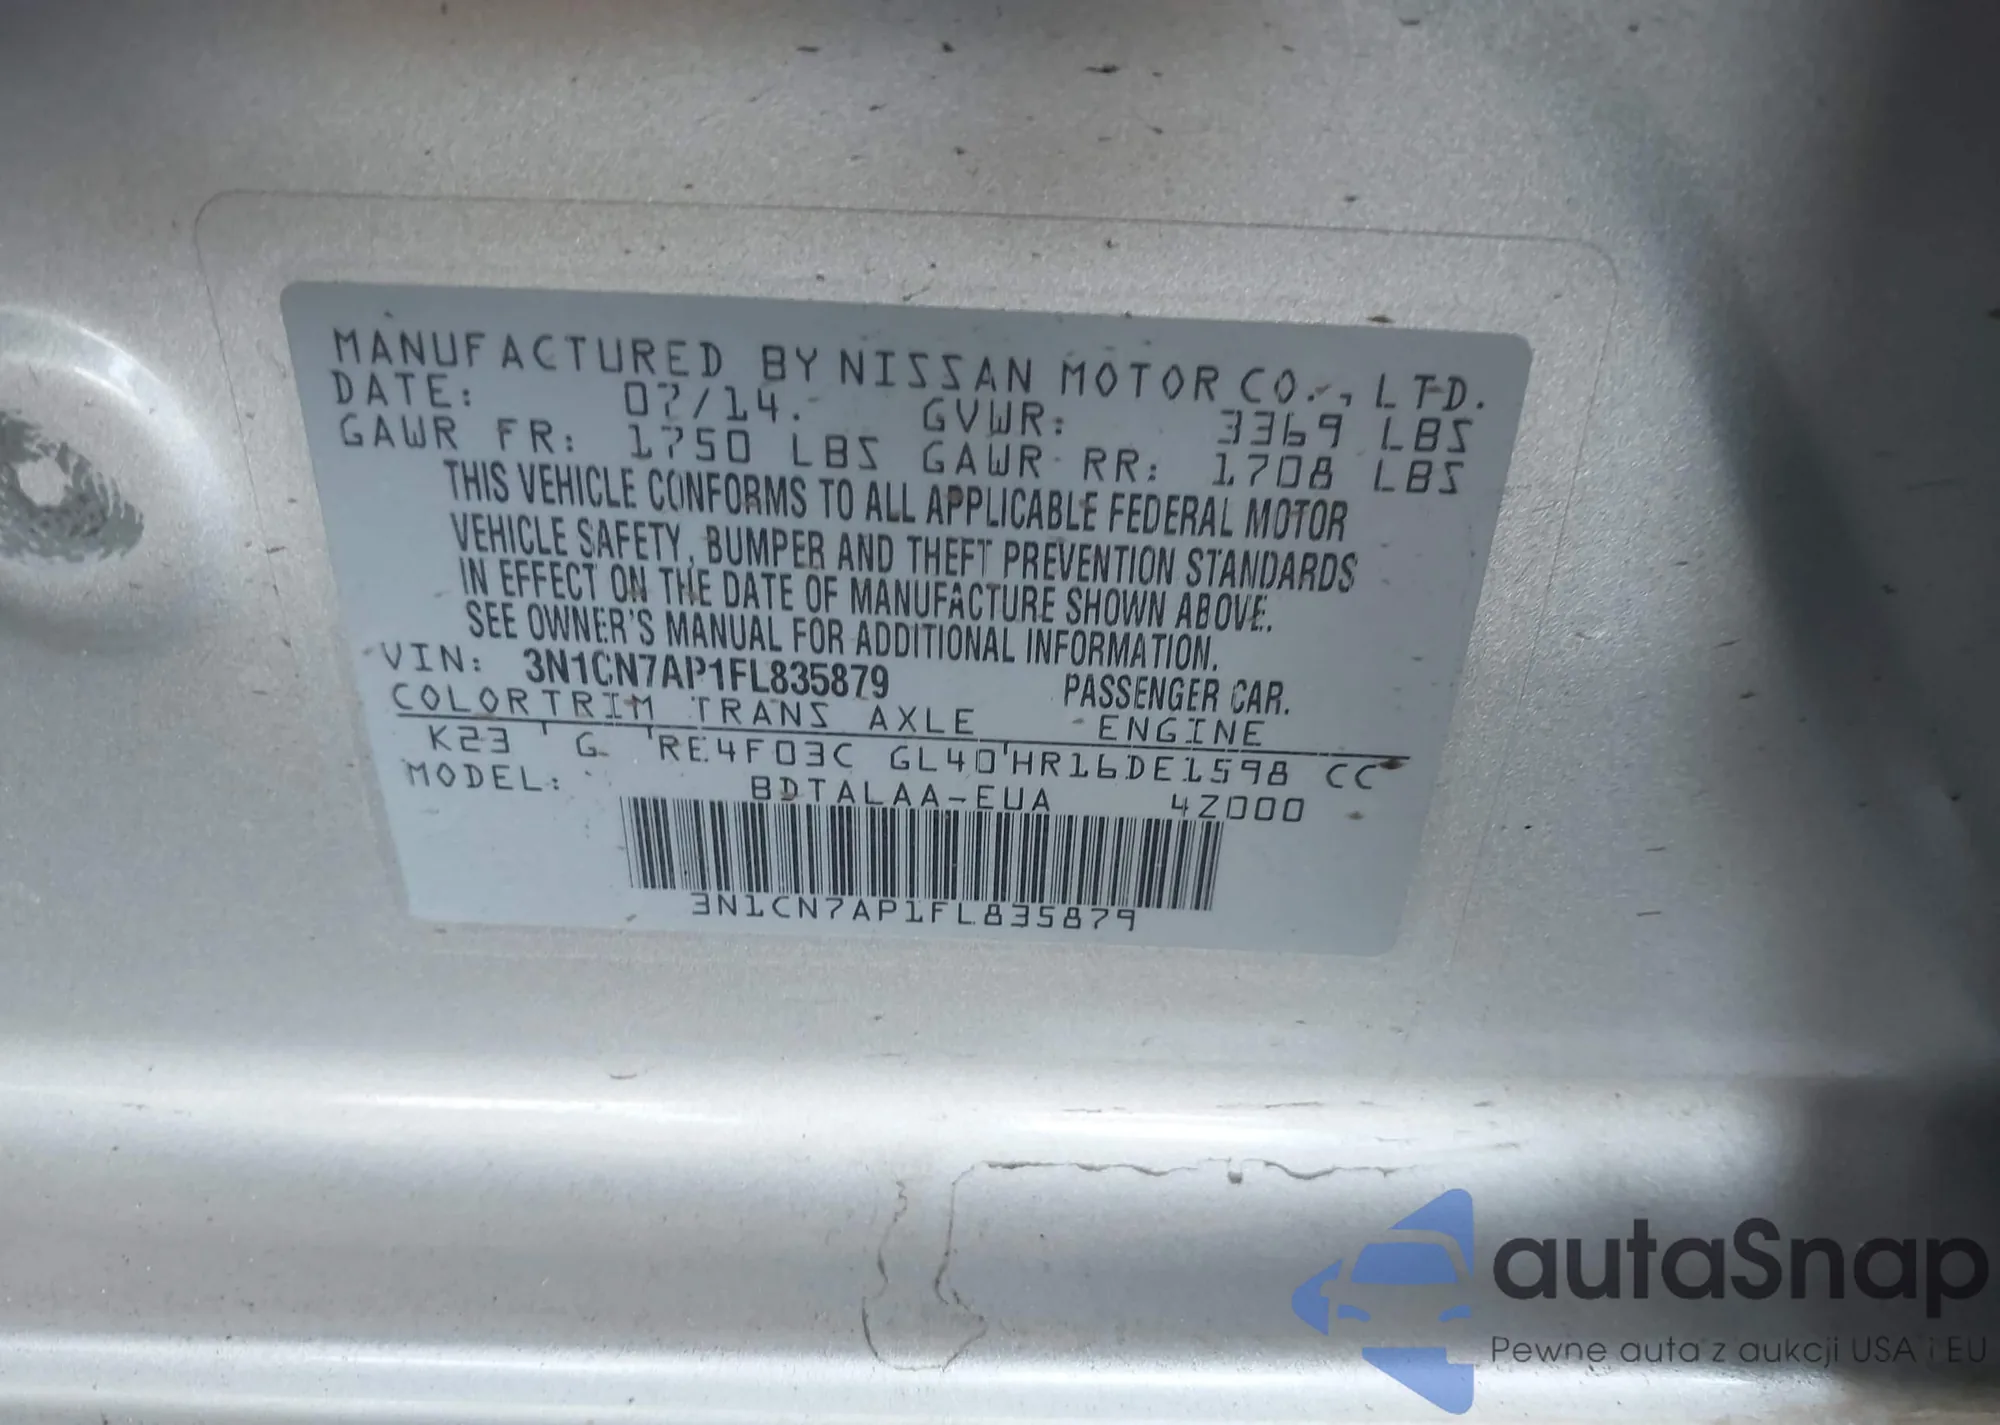 MANUFACTURED BY NISSAN MOTOR CO., LTD.
DATE: 07/14. GVWR: 3369 LBS
GAWR FR: 1750 LBS GAWR RR: 1708 LBS
THIS VEHICLE CONFORMS TO ALL APPLICABLE FEDERAL MOTOR
VEHICLE SAFETY, BUMPER AND THEFT PREVENTION STANDARDS
IN EFFECT ON THE DATE OF MANUFACTURE SHOWN ABOVE.
SEE OWNER'S MANUAL FOR ADDITIONAL INFORMATION.
VIN: 3N1CN7AP1FL835879 PASSENGER CAR.
COLOR TRIM TRANS AXLE ENGINE
K23 G RE4F03C GL40 HR16DE1598 CC
MODEL: BDTALAA-EUA 4Z000
3N1CN7AP1FL835879
autaSnap
Pewne auta z aukcji USA i EU